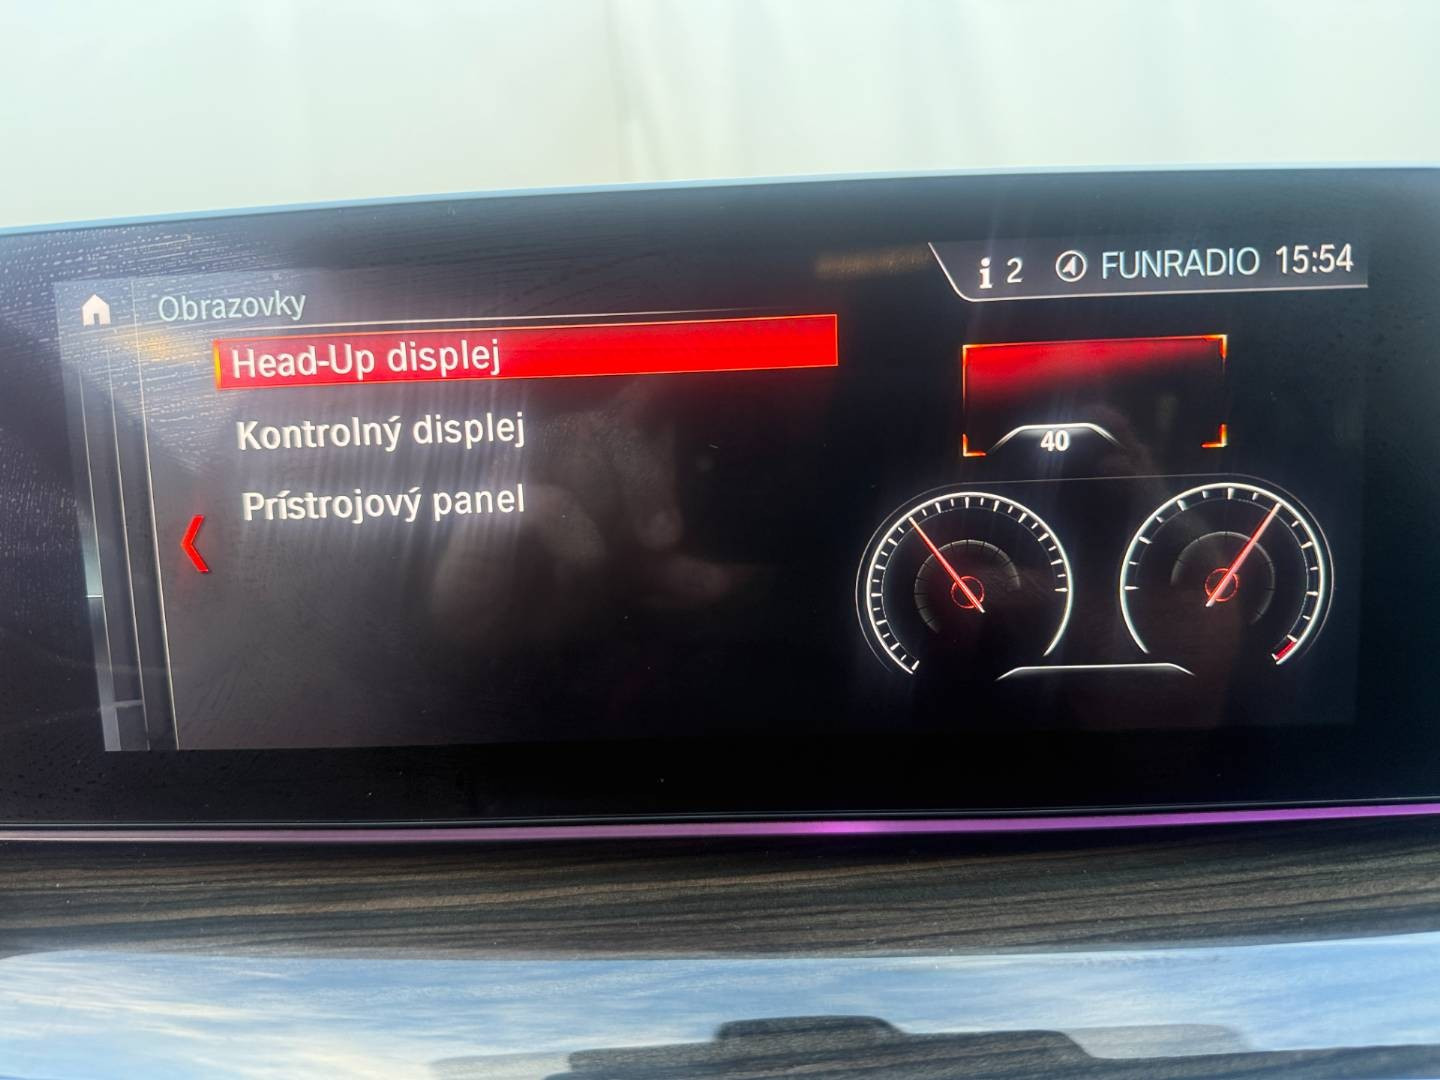 Obrazovky
i 2 FUNRADIO 15:54
Head-Up displej
Kontrolný displej
Prístrojový panel
40